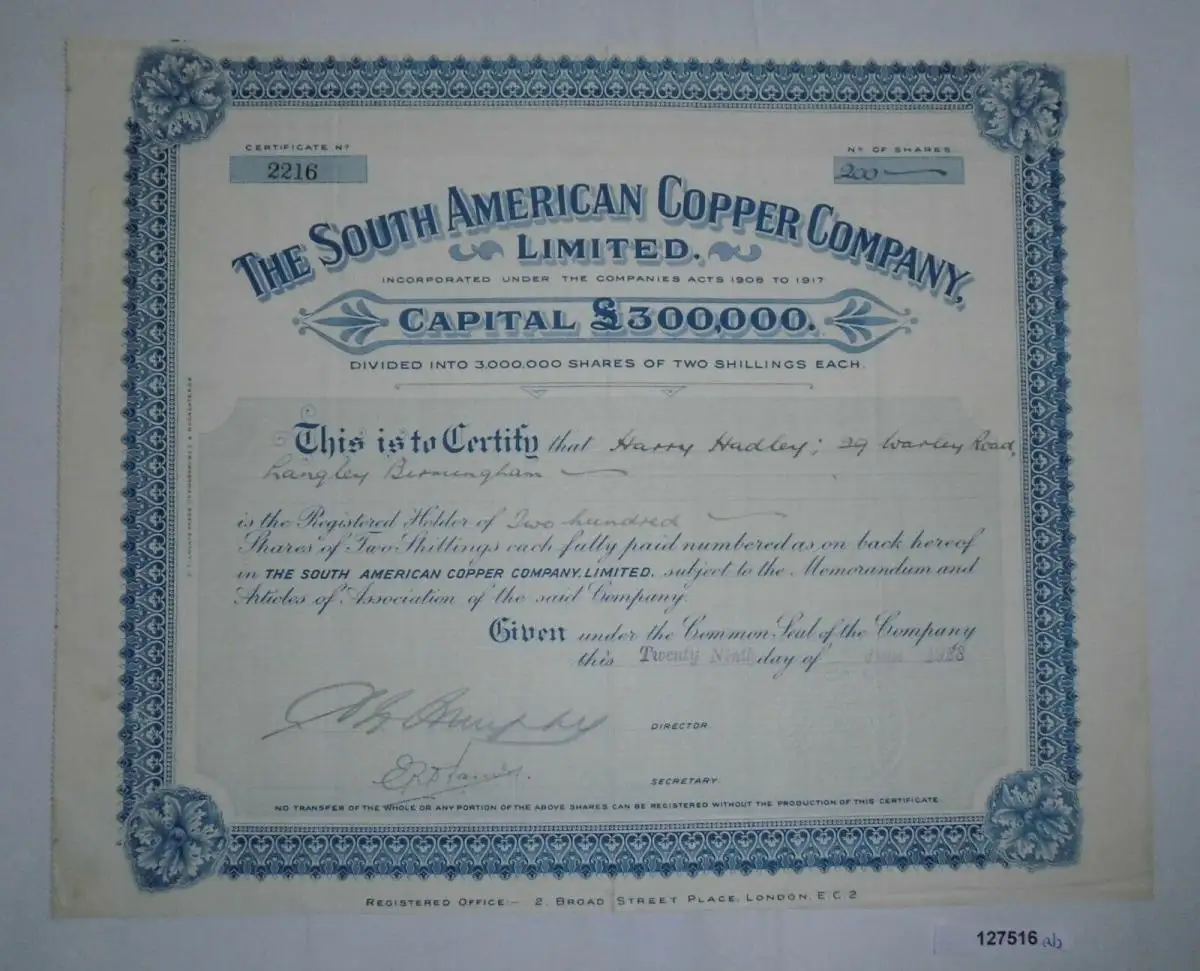 CERTIFICATE Nº
2216
Nº OF SHARES
200
THE SOUTH AMERICAN COPPER COMPANY,
LIMITED.
INCORPORATED UNDER THE COMPANIES ACTS 1908 TO 1917
CAPITAL £300,000.
DIVIDED INTO 3,000,000 SHARES OF TWO SHILLINGS EACH.
This is to Certify that Harry Hadley; 29 Warley Road,
Langley Birmingham
is the Registered Holder of Two hundred
Shares of Two Shillings each fully paid numbered as on back hereof
in THE SOUTH AMERICAN COPPER COMPANY, LIMITED, subject to the Memorandum and
Articles of Association of the said Company.
Given under the Common Seal of the Company
this Twenty Ninth day of 1928
DIRECTOR.
SECRETARY.
NO TRANSFER OF THE WHOLE OR ANY PORTION OF THE ABOVE SHARES CAN BE REGISTERED WITHOUT THE PRODUCTION OF THIS CERTIFICATE
REGISTERED OFFICE:- 2, BROAD STREET PLACE, LONDON, E.C. 2
127516 a/b